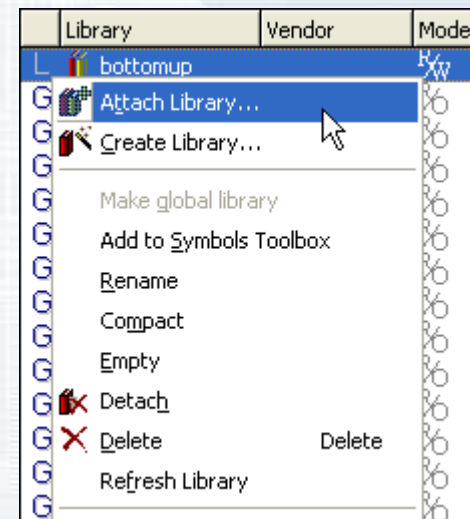 Library Vendor Mode
L bottomup R/W
G Attach Library... R/O
G Create Library... R/O
G R/O
G Make global library R/O
G Add to Symbols Toolbox R/O
G Rename R/O
G Compact R/O
G Empty R/O
G Detach R/O
G Delete Delete R/O
G Refresh Library R/O
G R/O